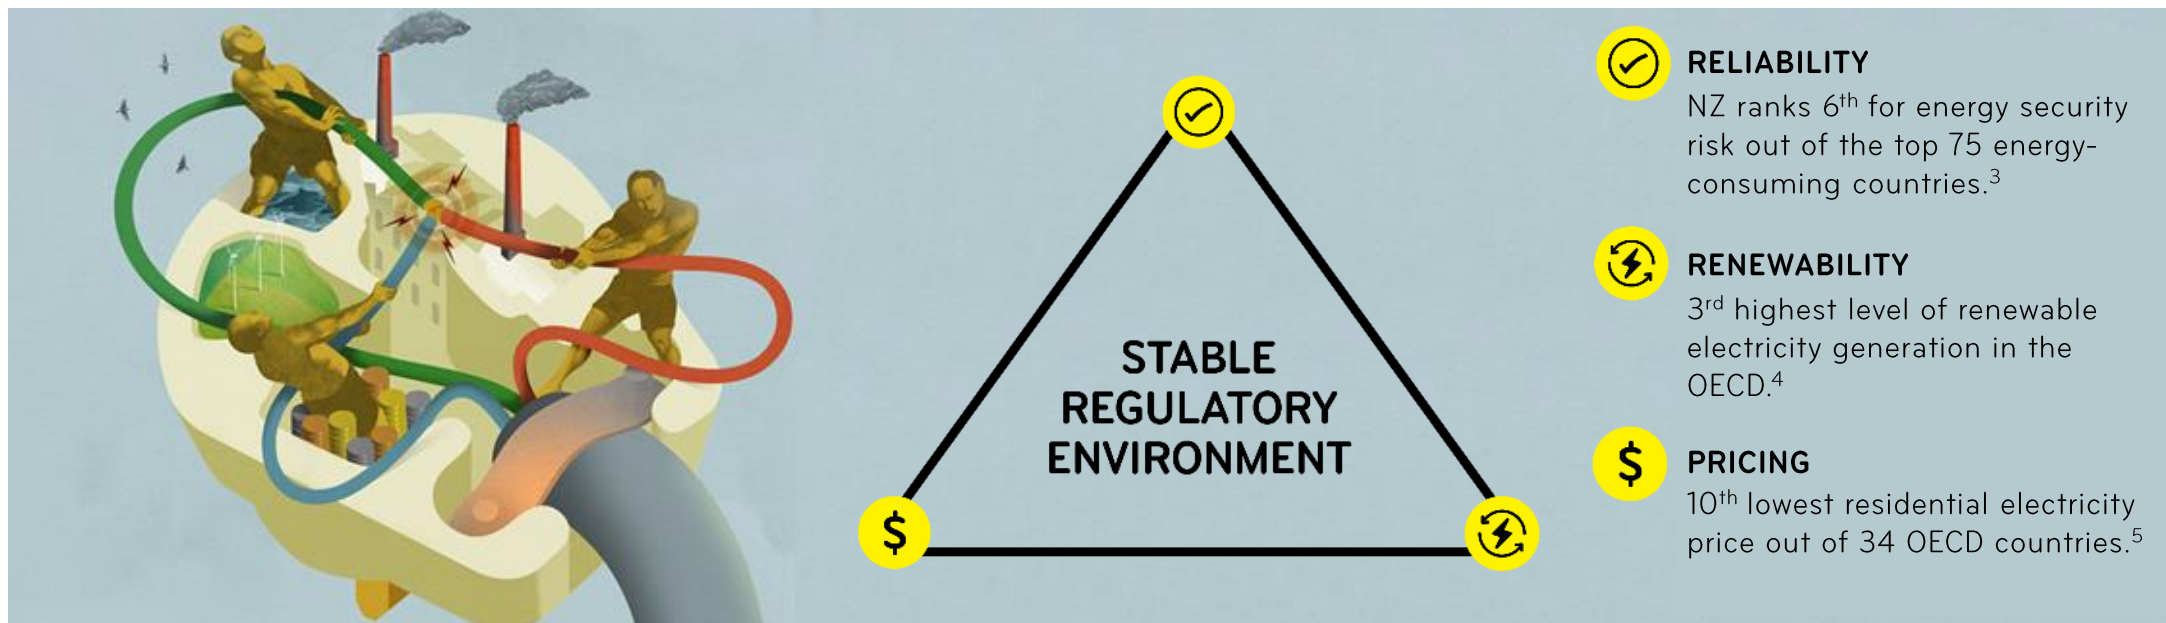 STABLE
REGULATORY
ENVIRONMENT
$
RELIABILITY
NZ ranks 6th for energy security
risk out of the top 75 energy-
consuming countries.3
RENEWABILITY
3rd highest level of renewable
electricity generation in the
OECD.4
$
PRICING
10th lowest residential electricity
price out of 34 OECD countries.5